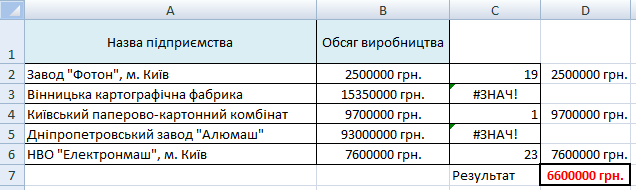 A B C D
1 Назва підприємства Обсяг виробництва
2 Завод "Фотон", м. Київ 2500000 грн. 19 2500000 грн.
3 Вінницька картографічна фабрика 15350000 грн. #ЗНАЧ!
4 Київський паперово-картонний комбінат 9700000 грн. 1 9700000 грн.
5 Дніпропетровський завод "Алюмаш" 93000000 грн. #ЗНАЧ!
6 НВО "Електронмаш", м. Київ 7600000 грн. 23 7600000 грн.
7 Результат 6600000 грн.